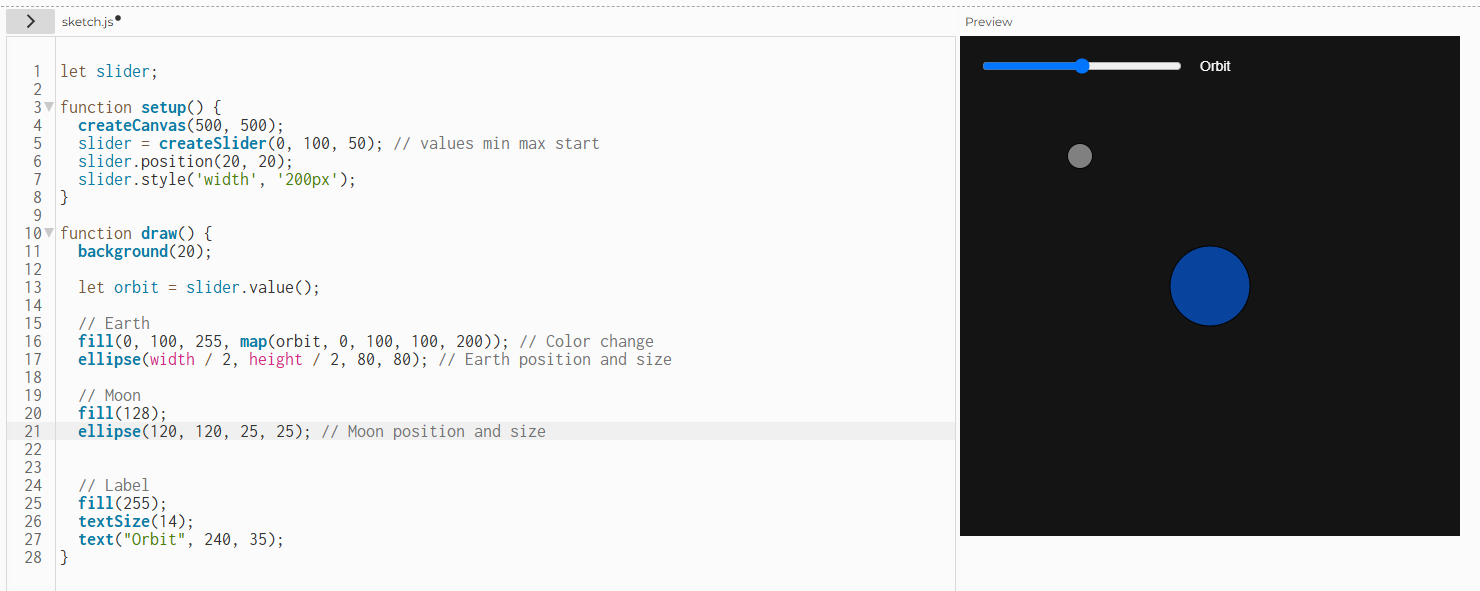 sketch.js
Preview
1 let slider;
2
3 function setup() {
4 createCanvas(500, 500);
5 slider = createSlider(0, 100, 50); // values min max start
6 slider.position(20, 20);
7 slider.style('width', '200px');
8 }
9
10 function draw() {
11 background(20);
12
13 let orbit = slider.value();
14
15 // Earth
16 fill(0, 100, 255, map(orbit, 0, 100, 100, 200)); // Color change
17 ellipse(width / 2, height / 2, 80, 80); // Earth position and size
18
19 // Moon
20 fill(128);
21 ellipse(120, 120, 25, 25); // Moon position and size
22
23
24 // Label
25 fill(255);
26 textSize(14);
27 text("Orbit", 240, 35);
28 }
Orbit